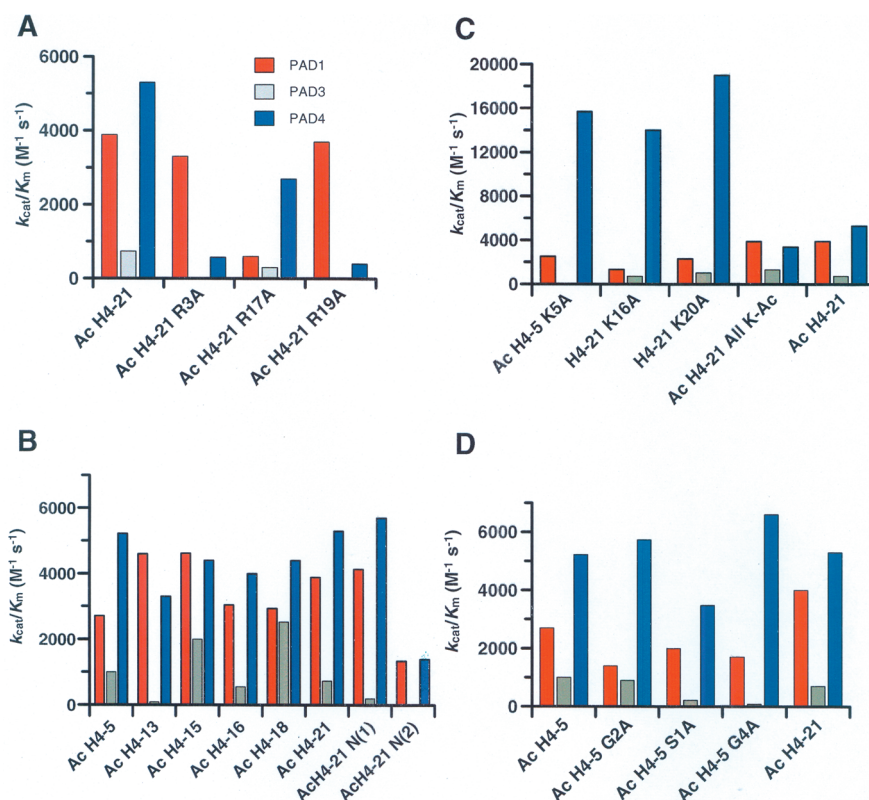 A
6000
4000
2000
0
kcat/Km (M-1 s-1)
PAD1
PAD3
PAD4
Ac H4-21
Ac H4-21 R3A
Ac H4-21 R17A
Ac H4-21 R19A
C
20000
16000
12000
8000
4000
0
kcat/Km (M-1 s-1)
Ac H4-5 K5A
H4-21 K16A
H4-21 K20A
Ac H4-21 All K-Ac
Ac H4-21
B
6000
4000
2000
0
kcat/Km (M-1 s-1)
Ac H4-5
Ac H4-13
Ac H4-15
Ac H4-16
Ac H4-18
Ac H4-21
AcH4-21 N(1)
AcH4-21 N(2)
D
6000
4000
2000
0
kcat/Km (M-1 s-1)
Ac H4-5
Ac H4-5 G2A
Ac H4-5 S1A
Ac H4-5 G4A
Ac H4-21